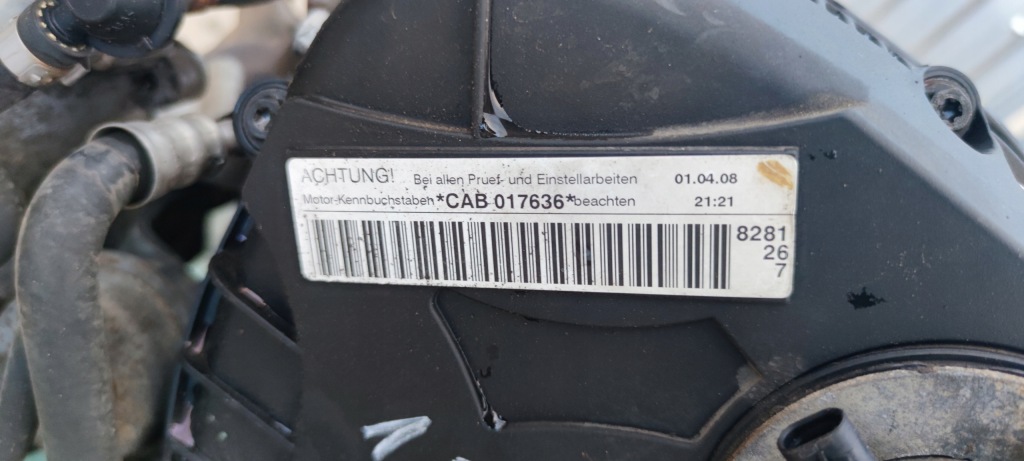 ACHTUNG! Bei allen Pruef- und Einstellarbeiten 01.04.08
Motor-Kennbuchstaben *CAB 017636* beachten 21:21
8281
26
7